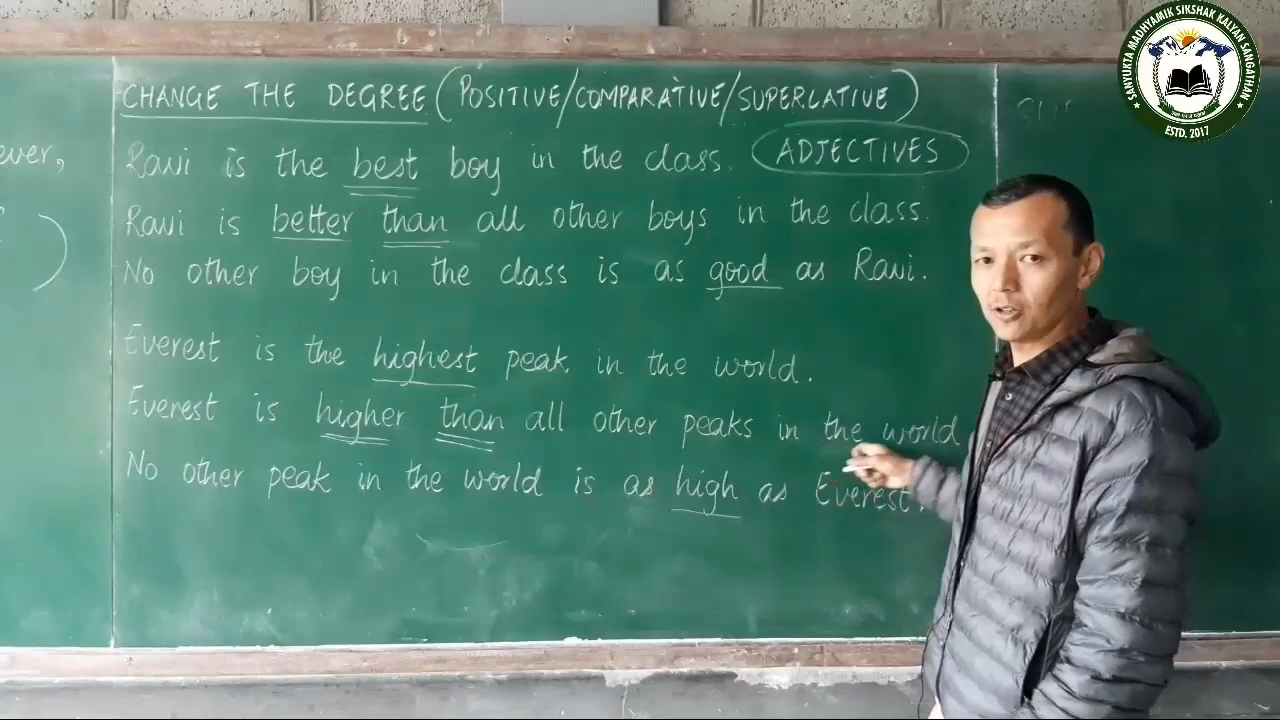 CHANGE THE DEGREE (POSITIVE/COMPARATIVE/SUPERLATIVE)
Ravi is the best boy in the class. ADJECTIVES
Ravi is better than all other boys in the class.
No other boy in the class is as good as Ravi.
Everest is the highest peak in the world.
Everest is higher than all other peaks in the world
No other peak in the world is as high as Everest.
ever,
)
SANYUKTA MADHYAMIK SIKSHAK KALYAN SANGATHAN
ESTD. 2017